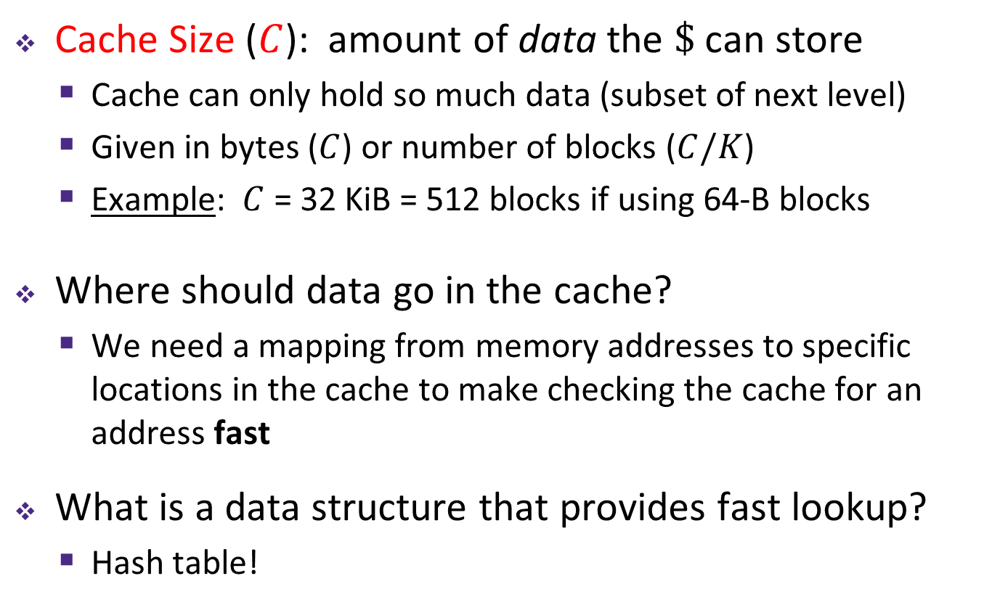 ❖ Cache Size (C): amount of data the $ can store
▪ Cache can only hold so much data (subset of next level)
▪ Given in bytes (C) or number of blocks (C/K)
▪ Example: C = 32 KiB = 512 blocks if using 64-B blocks
❖ Where should data go in the cache?
▪ We need a mapping from memory addresses to specific
locations in the cache to make checking the cache for an
address fast
❖ What is a data structure that provides fast lookup?
▪ Hash table!